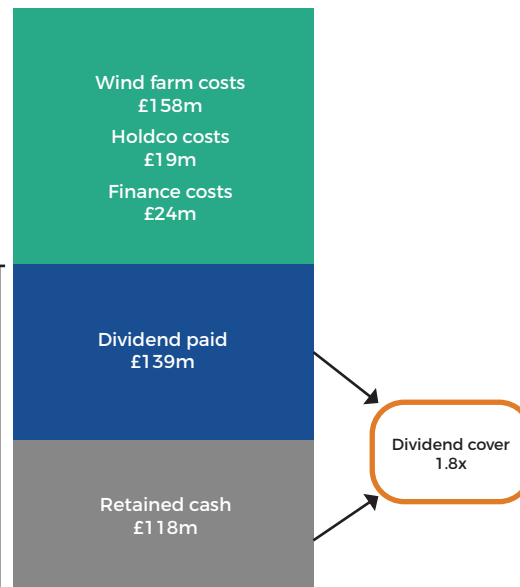 Wind farm costs
£158m
Holdco costs
£19m
Finance costs
£24m
Dividend paid
£139m
Dividend cover
1.8x
Retained cash
£118m